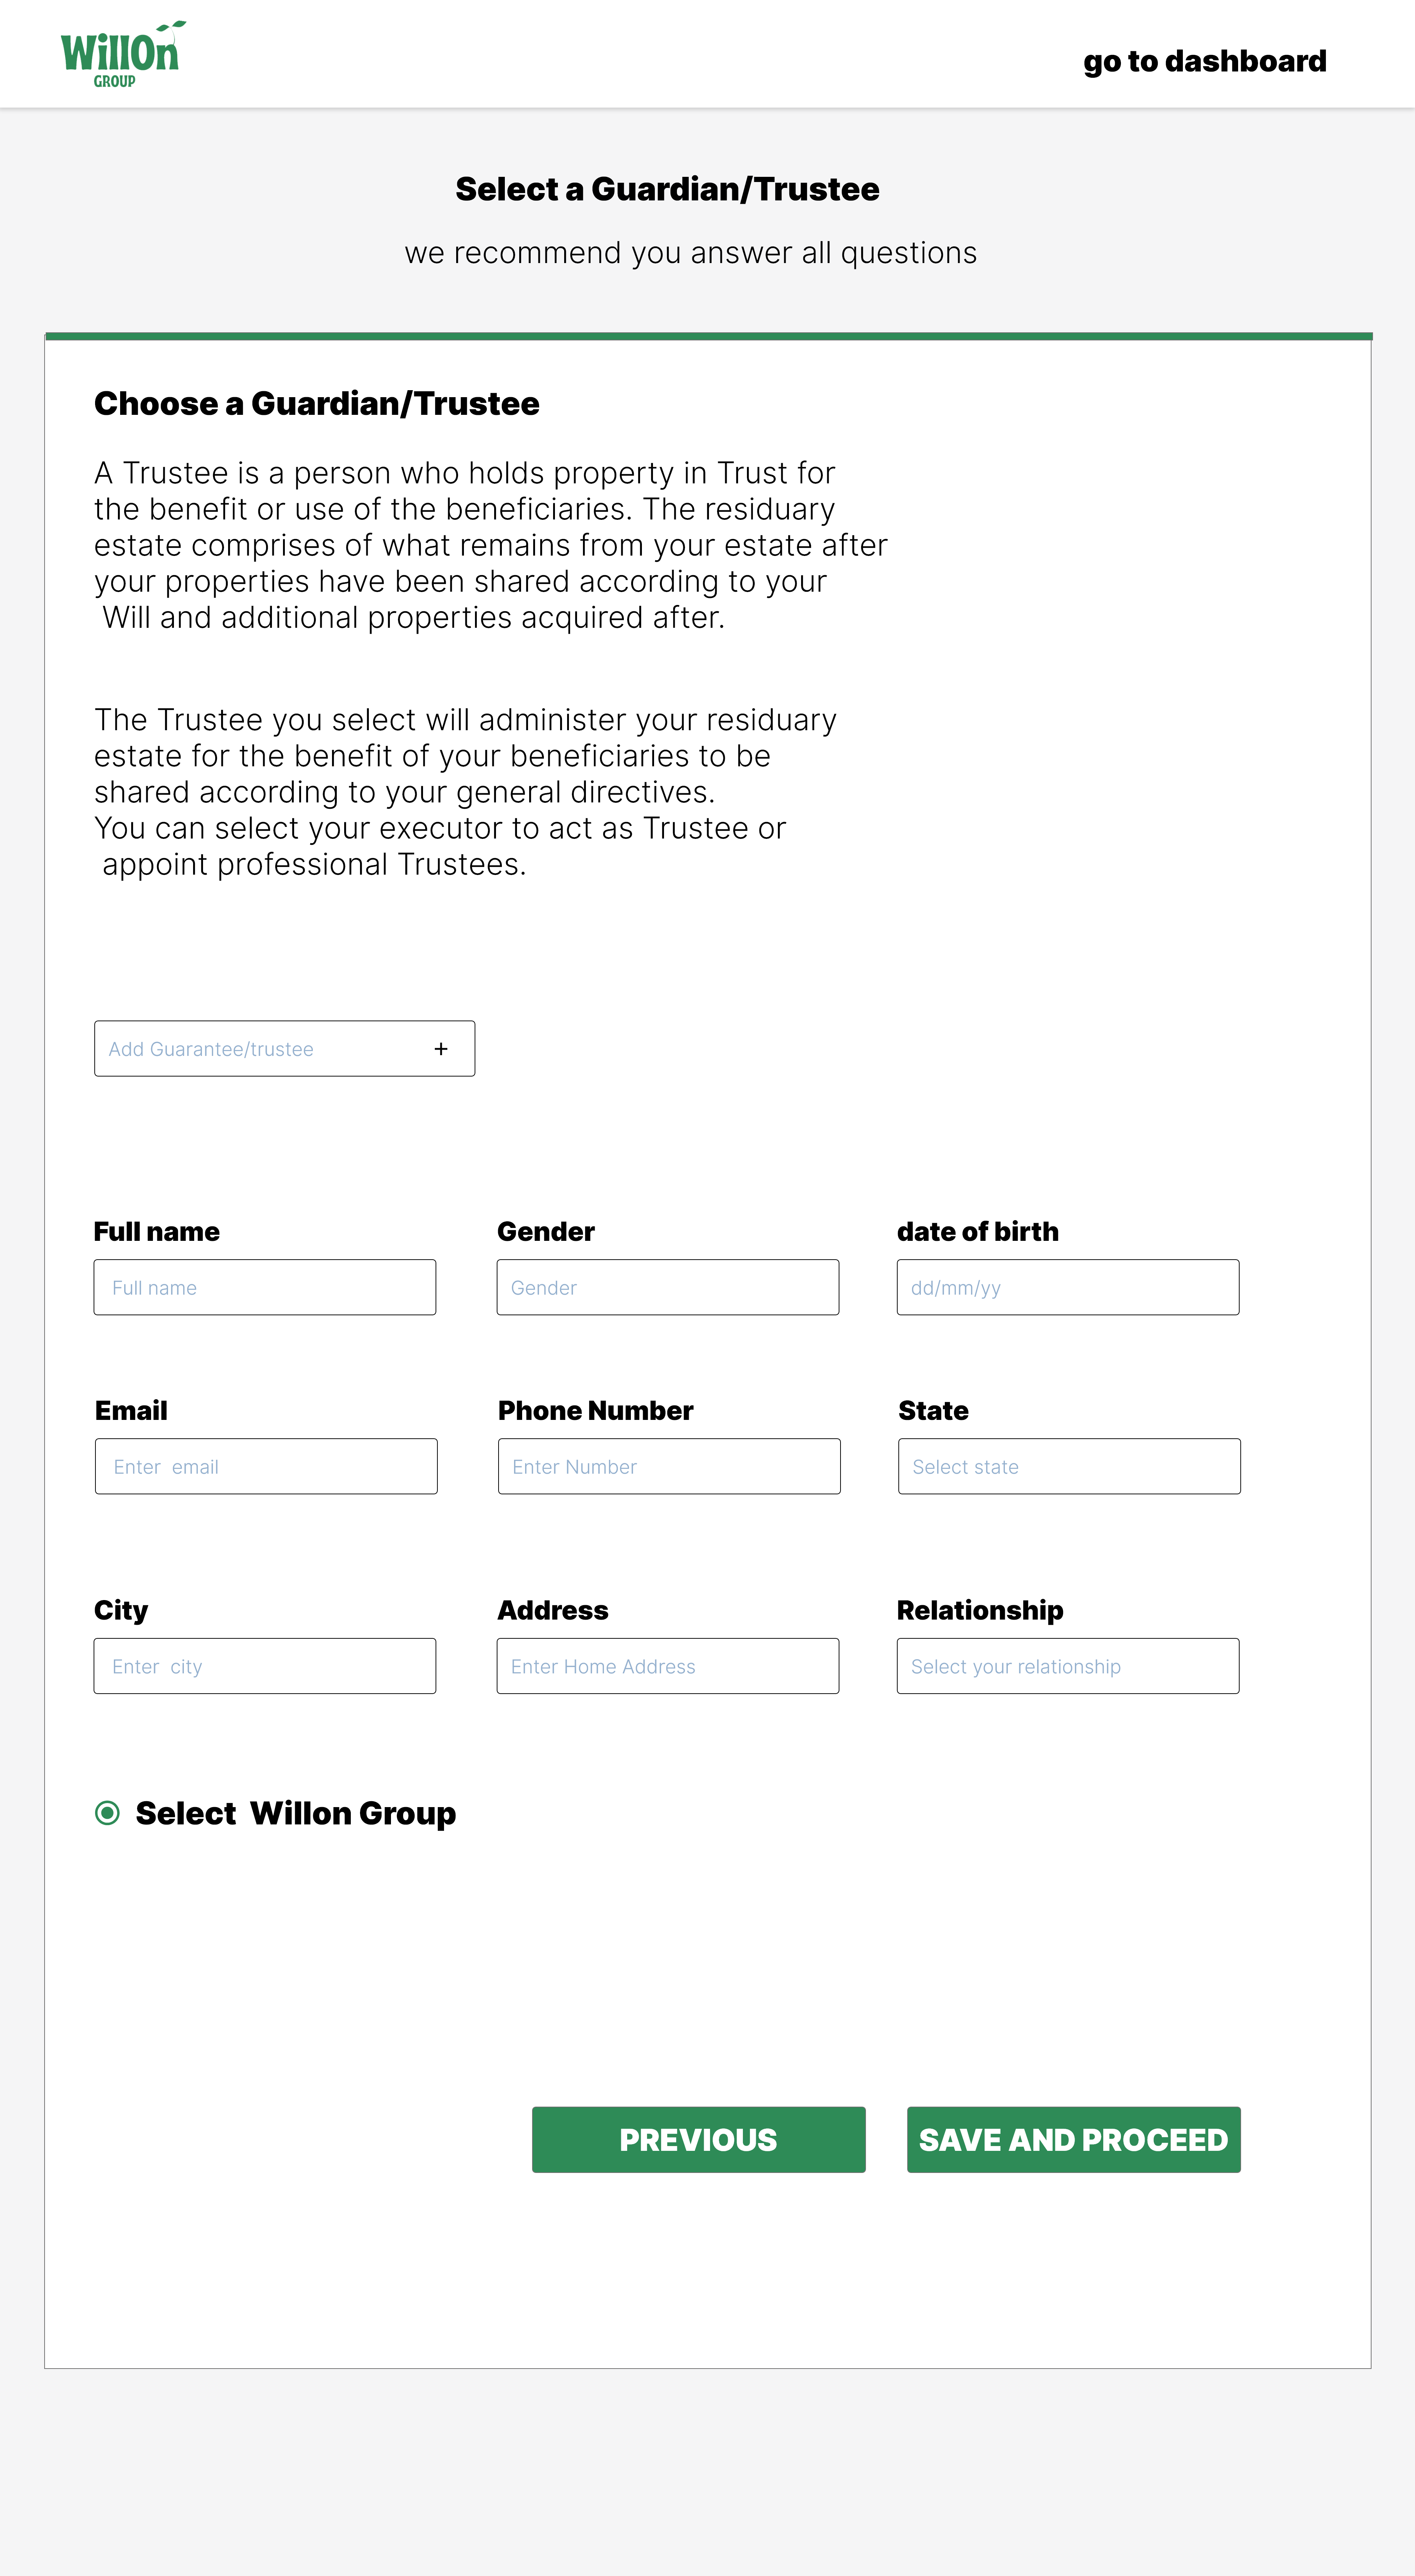 WillOn
GROUP
go to dashboard
Select a Guardian/Trustee
we recommend you answer all questions
Choose a Guardian/Trustee
A Trustee is a person who holds property in Trust for
the benefit or use of the beneficiaries. The residuary
estate comprises of what remains from your estate after
your properties have been shared according to your
Will and additional properties acquired after.
The Trustee you select will administer your residuary
estate for the benefit of your beneficiaries to be
shared according to your general directives.
You can select your executor to act as Trustee or
appoint professional Trustees.
Add Guarantee/trustee +
Full name Gender date of birth
Full name Gender dd/mm/yy
Email Phone Number State
Enter email Enter Number Select state
City Address Relationship
Enter city Enter Home Address Select your relationship
Select Willon Group
PREVIOUS SAVE AND PROCEED